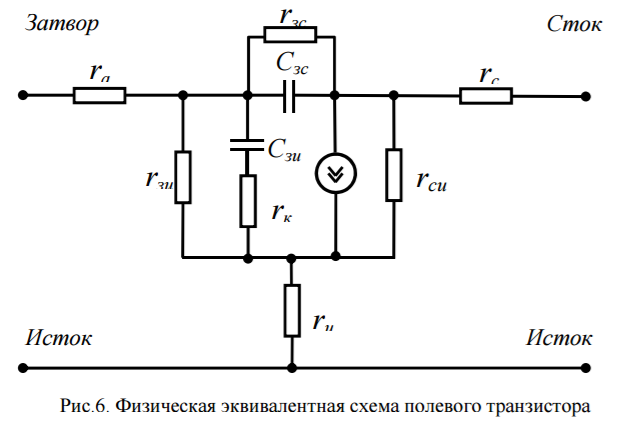 Затвор
rзс
Сток
Cзс
rс
Cзи
rзи
rси
rк
rи
Исток
Исток
Рис.6. Физическая эквивалентная схема полевого транзистора